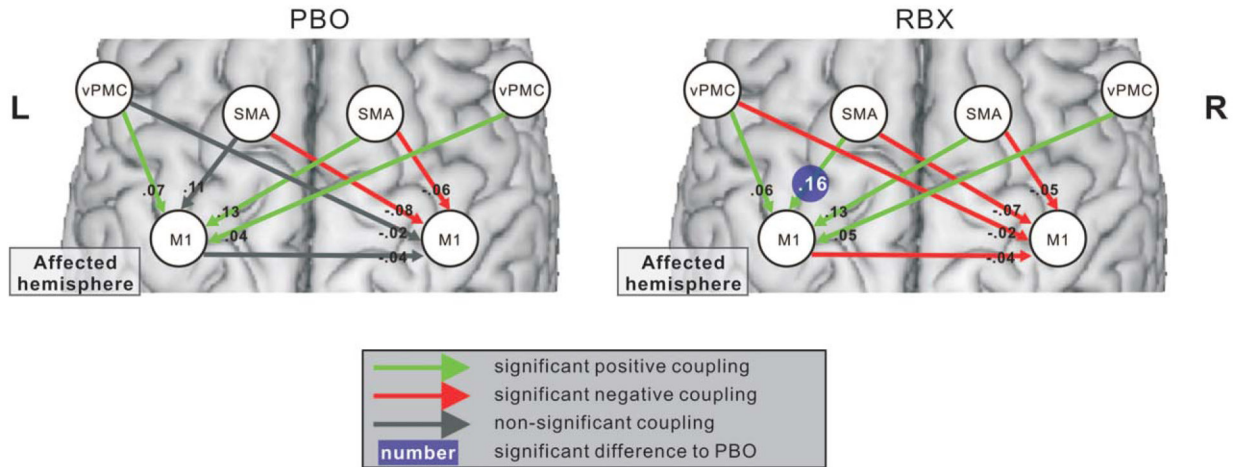 PBO
RBX
L
R
vPMC
SMA
SMA
vPMC
.07
.11
-.06
.13
-.08
.04
-.02
-.04
M1
M1
Affected
hemisphere
vPMC
SMA
SMA
vPMC
.06
.16
-.05
.13
-.07
.05
-.02
-.04
M1
M1
Affected
hemisphere
significant positive coupling
significant negative coupling
non-significant coupling
number significant difference to PBO